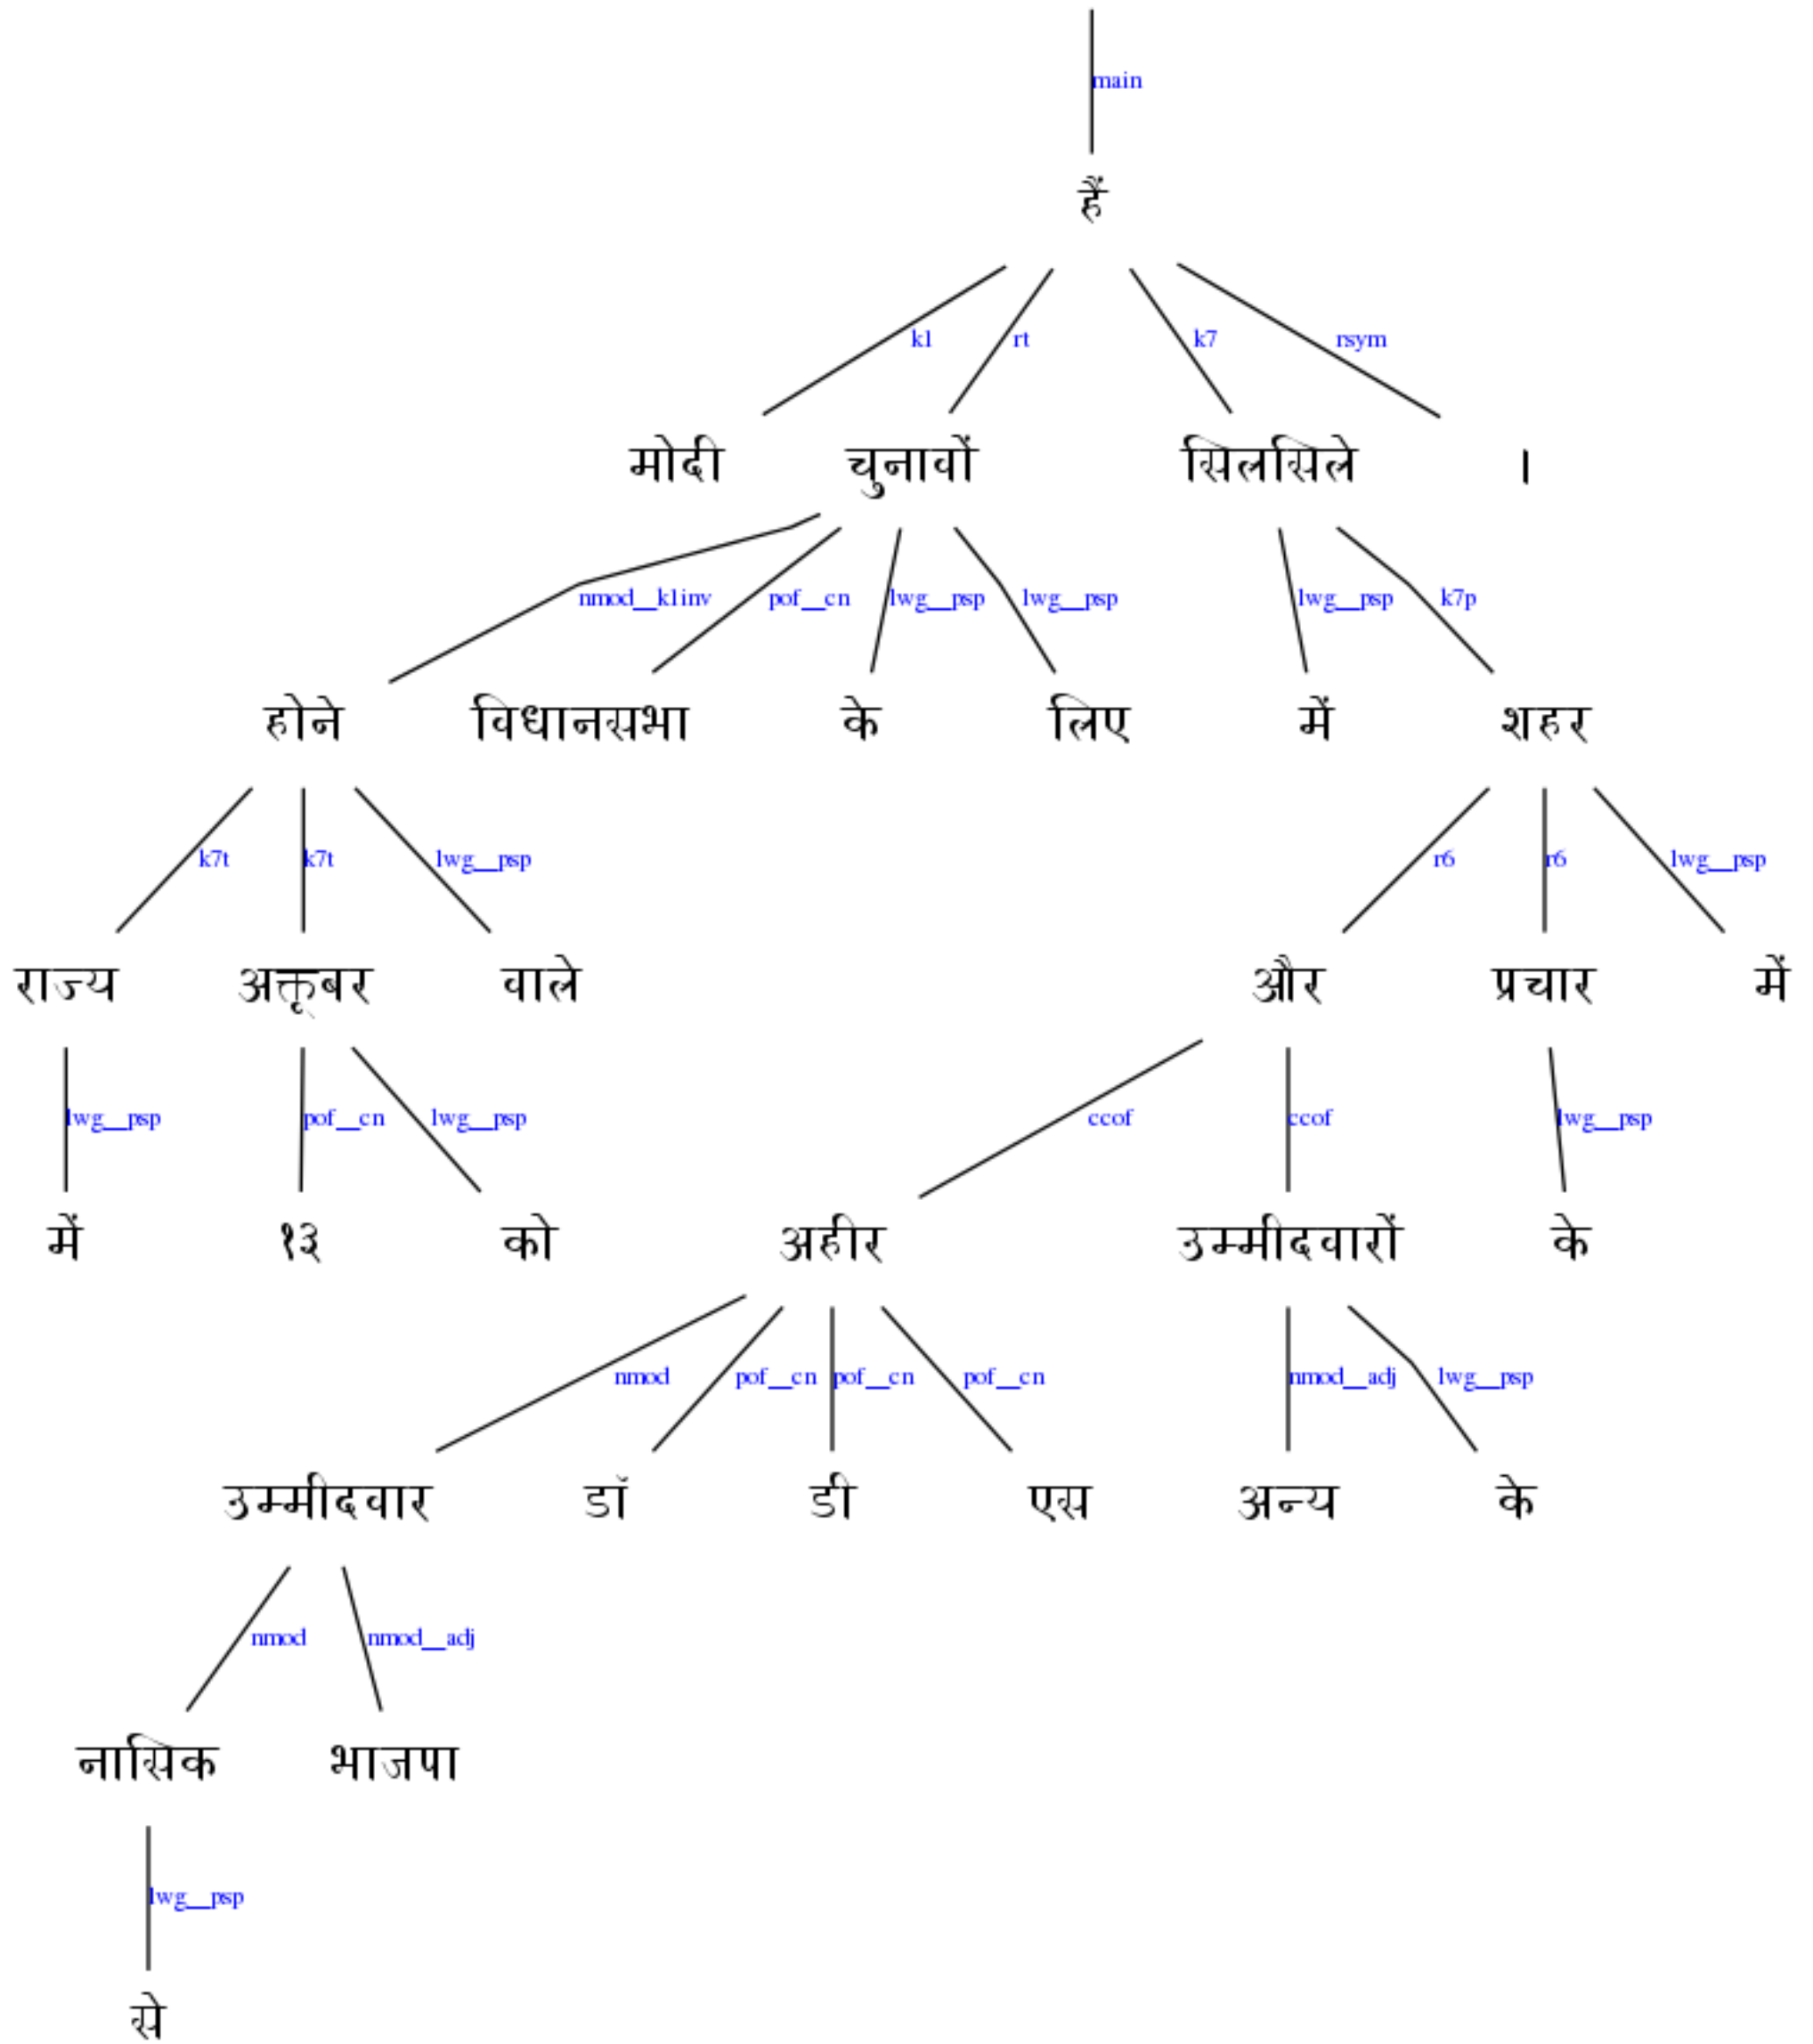 main
हैं
k1 rt k7 rsym
मोदी चुनावों सिलसिले ।
nmod__k1inv pof__cn lwg__psp lwg__psp lwg__psp k7p
होने विधानसभा के लिए में शहर
k7t k7t lwg__psp r6 r6 lwg__psp
राज्य अक्तूबर वाले और प्रचार में
lwg__psp pof__cn lwg__psp ccof ccof lwg__psp
में १३ को अहीर उम्मीदवारों के
nmod pof__cn pof__cn pof__cn nmod__adj lwg__psp
उम्मीदवार डॉ डी एस अन्य के
nmod nmod__adj
नासिक भाजपा
lwg__psp
से